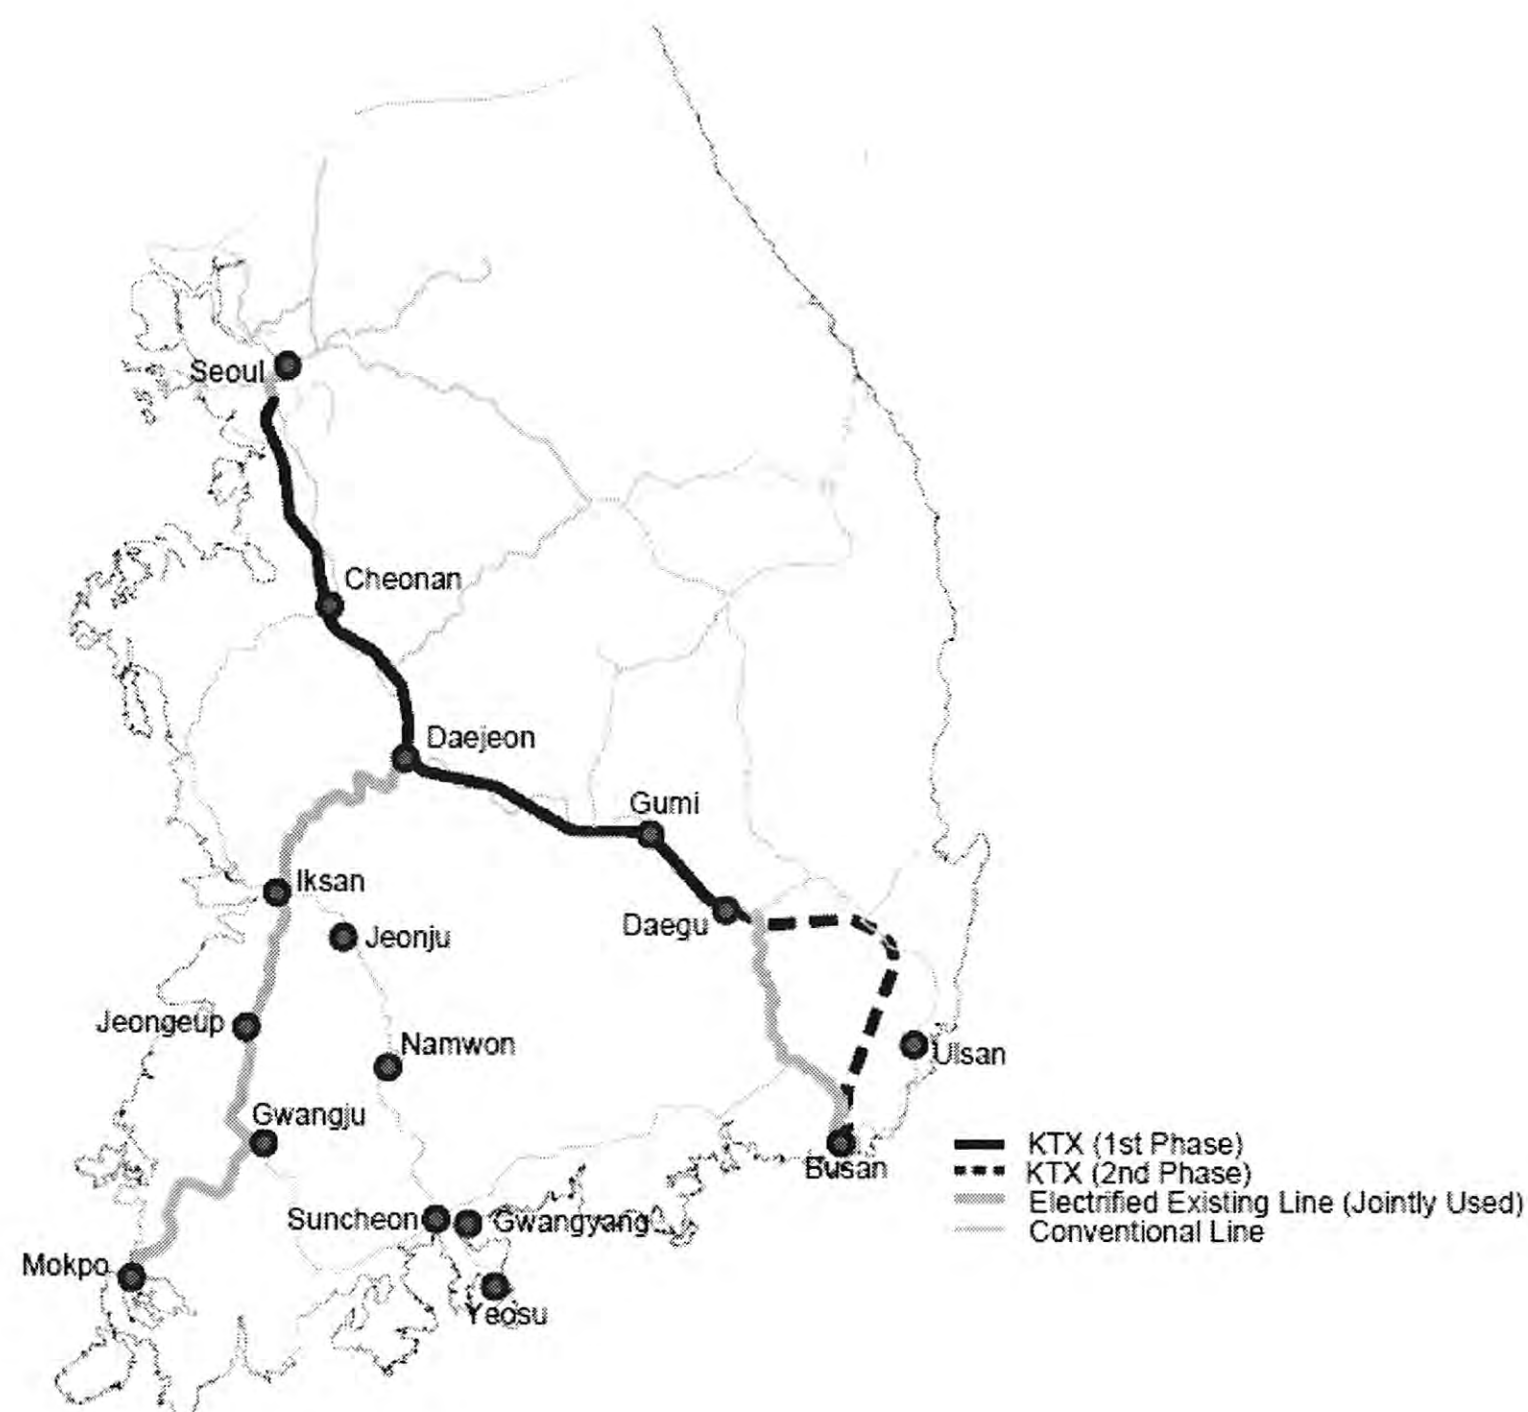 Seoul
Cheonan
Daejeon
Gumi
Iksan
Daegu
Jeonju
Jeongeup
Namwon
Ulsan
Gwangju
Busan
Suncheon
Gwangyang
Mokpo
Yeosu
KTX (1st Phase)
KTX (2nd Phase)
Electrified Existing Line (Jointly Used)
Conventional Line